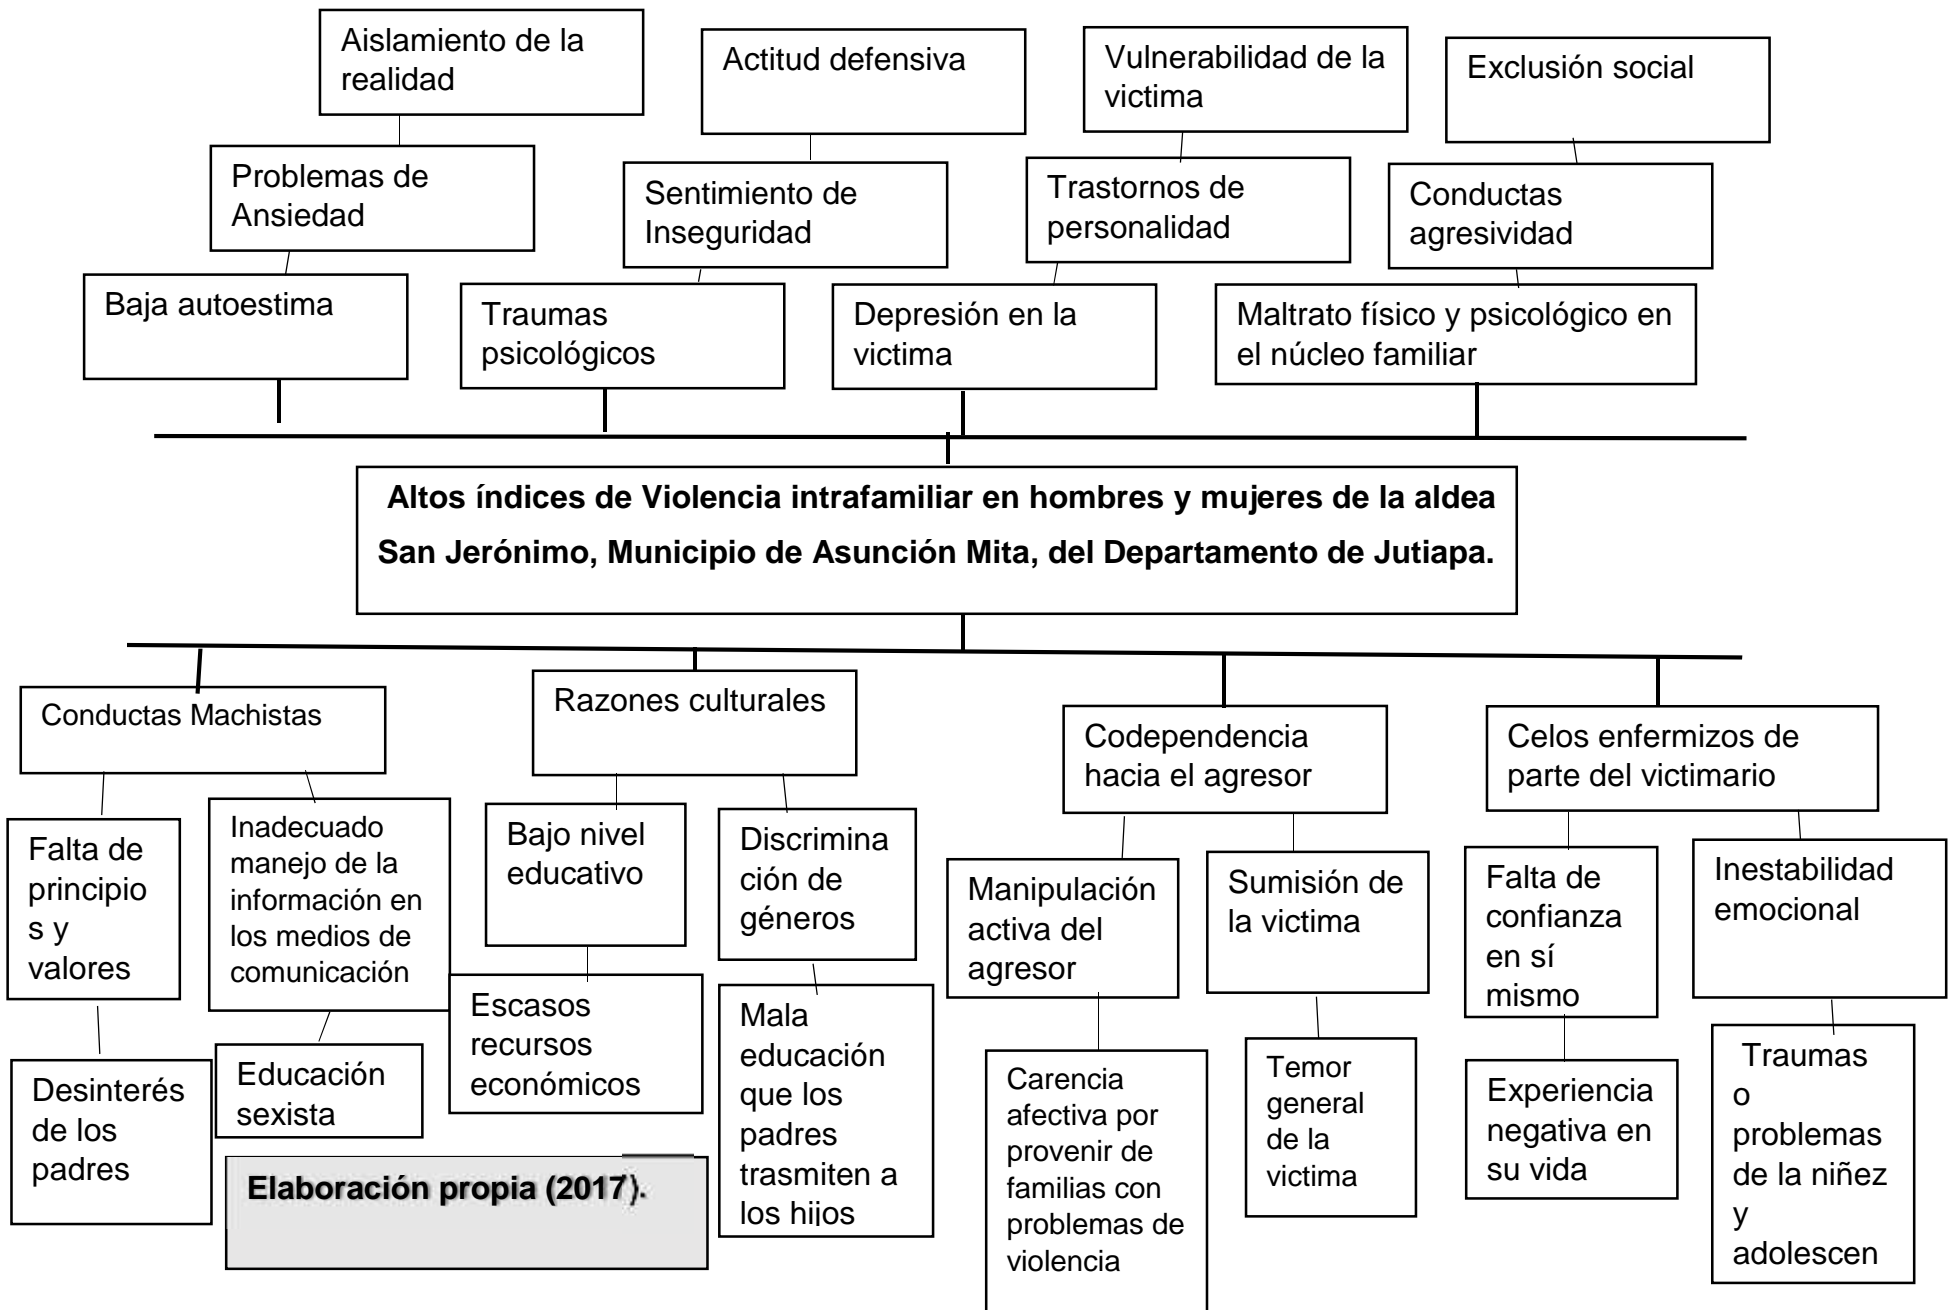 Aislamiento de la
realidad
Actitud defensiva
Vulnerabilidad de la
victima
Exclusión social
Problemas de
Ansiedad
Sentimiento de
Inseguridad
Trastornos de
personalidad
Conductas
agresividad
Baja autoestima
Traumas
psicológicos
Depresión en la
victima
Maltrato físico y psicológico en
el núcleo familiar
Altos índices de Violencia intrafamiliar en hombres y mujeres de la aldea
San Jerónimo, Municipio de Asunción Mita, del Departamento de Jutiapa.
Conductas Machistas
Razones culturales
Codependencia
hacia el agresor
Celos enfermizos de
parte del victimario
Falta de
principio
s y
valores
Inadecuado
manejo de la
información en
los medios de
comunicación
Bajo nivel
educativo
Discrimina
ción de
géneros
Manipulación
activa del
agresor
Sumisión de
la victima
Falta de
confianza
en sí
mismo
Inestabilidad
emocional
Desinterés
de los
padres
Educación
sexista
Escasos
recursos
económicos
Mala
educación
que los
padres
trasmiten a
los hijos
Carencia
afectiva por
provenir de
familias con
problemas de
violencia
Temor
general
de la
victima
Experiencia
negativa en
su vida
Traumas
o
problemas
de la niñez
y
adolescen
Elaboración propia (2017).